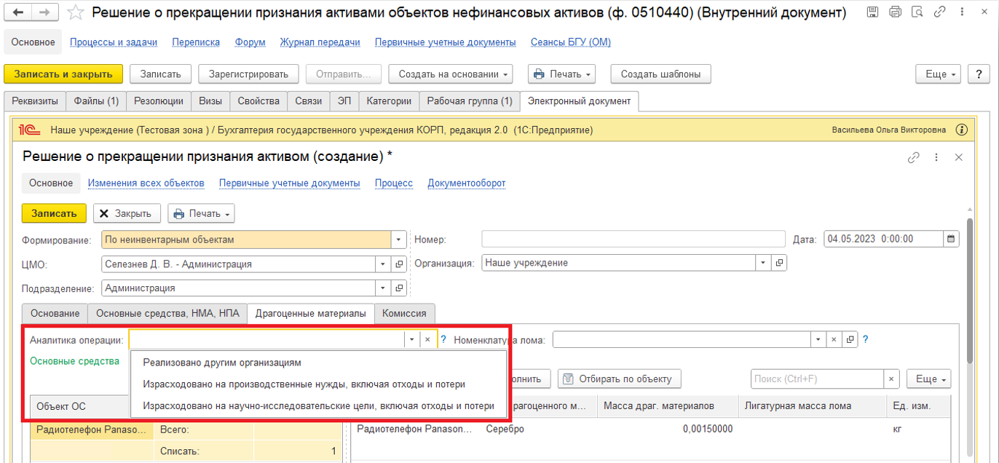 Решение о прекращении признания активами объектов нефинансовых активов (ф. 0510440) (Внутренний документ)
Основное Процессы и задачи Переписка Форум Журнал передачи Первичные учетные документы Сеансы БГУ (ОМ)
Записать и закрыть Записать Зарегистрировать Отправить... Создать на основании Печать Создать шаблоны Еще ?
Реквизиты Файлы (1) Резолюции Визы Свойства Связи ЭП Категории Рабочая группа (1) Электронный документ
1С Наше учреждение (Тестовая зона ) / Бухгалтерия государственного учреждения КОРП, редакция 2.0 (1С:Предприятие) Васильева Ольга Викторовна
Решение о прекращении признания активом (создание) *
Основное Изменения всех объектов Первичные учетные документы Процесс Документооборот
Записать Закрыть Печать
Формирование: По неинвентарным объектам Номер: Дата: 04.05.2023 0:00:00
ЦМО: Селезнев Д. В. - Администрация Организация: Наше учреждение
Подразделение: Администрация
Основание Основные средства, НМА, НПА Драгоценные материалы Комиссия
Аналитика операции: ? Номенклатура лома: ?
Основные средства Реализовано другим организациям
Израсходовано на производственные нужды, включая отходы и потери олнить Отбирать по объекту Поиск (Ctrl+F) × Еще
Объект ОС Израсходовано на научно-исследовательские цели, включая отходы и потери рагоценного м... Масса драг. материалов Лигатурная масса лома Ед. изм.
Радиотелефон Panaso... Всего: Радиотелефон Panason... Серебро 0,00150000 кг
Списать: 1